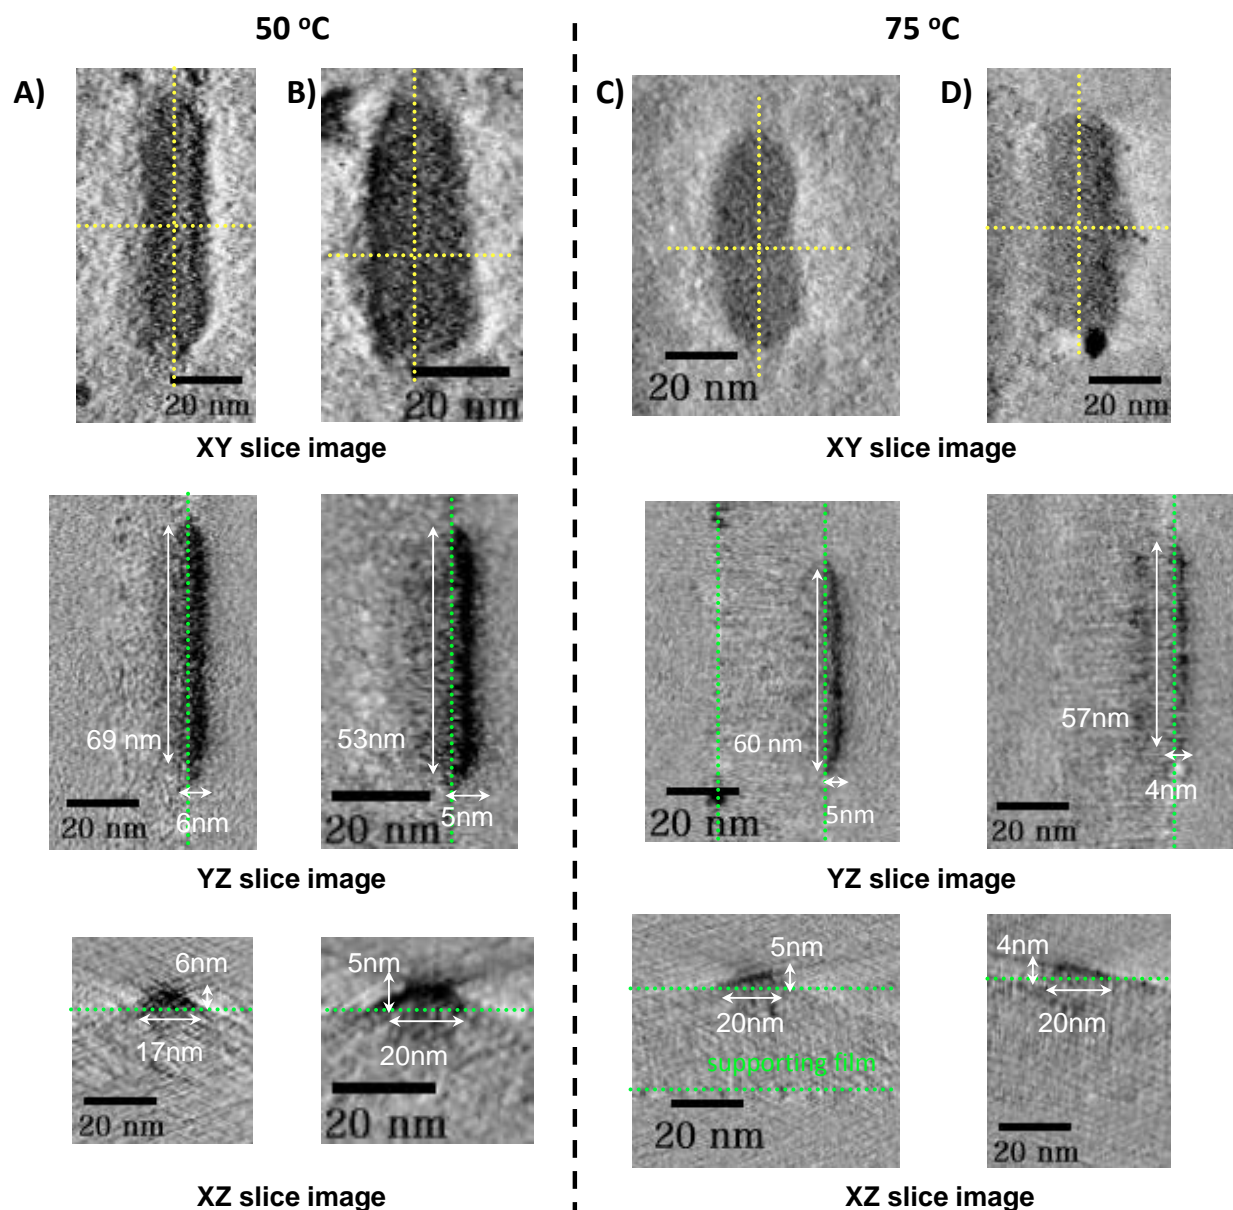 50 °C
75 °C
A)
B)
C)
D)
20 nm
20 nm
20 nm
20 nm
XY slice image
XY slice image
69 nm
53nm
60 nm
57nm
20 nm
6nm
20 nm
5nm
20 nm
5nm
20 nm
4nm
YZ slice image
YZ slice image
6nm
5nm
5nm
4nm
17nm
20nm
20nm
20nm
supporting film
20 nm
20 nm
20 nm
20 nm
XZ slice image
XZ slice image